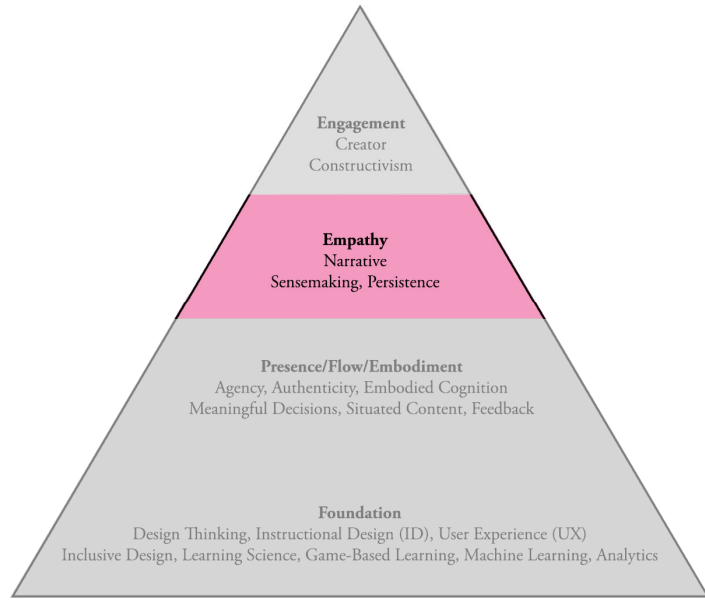 Engagement
Creator
Constructivism
Empathy
Narrative
Sensemaking, Persistence
Presence/Flow/Embodiment
Agency, Authenticity, Embodied Cognition
Meaningful Decisions, Situated Content, Feedback
Foundation
Design Thinking, Instructional Design (ID), User Experience (UX)
Inclusive Design, Learning Science, Game-Based Learning, Machine Learning, Analytics